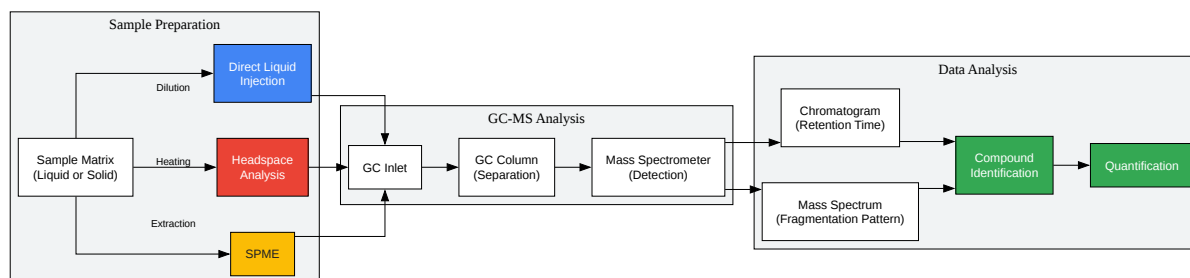 Sample Preparation
Direct Liquid
Injection
Dilution
Sample Matrix
(Liquid or Solid)
Heating
Headspace
Analysis
Extraction
SPME
GC-MS Analysis
GC Inlet
GC Column
(Separation)
Mass Spectrometer
(Detection)
Data Analysis
Chromatogram
(Retention Time)
Mass Spectrum
(Fragmentation Pattern)
Compound
Identification
Quantification